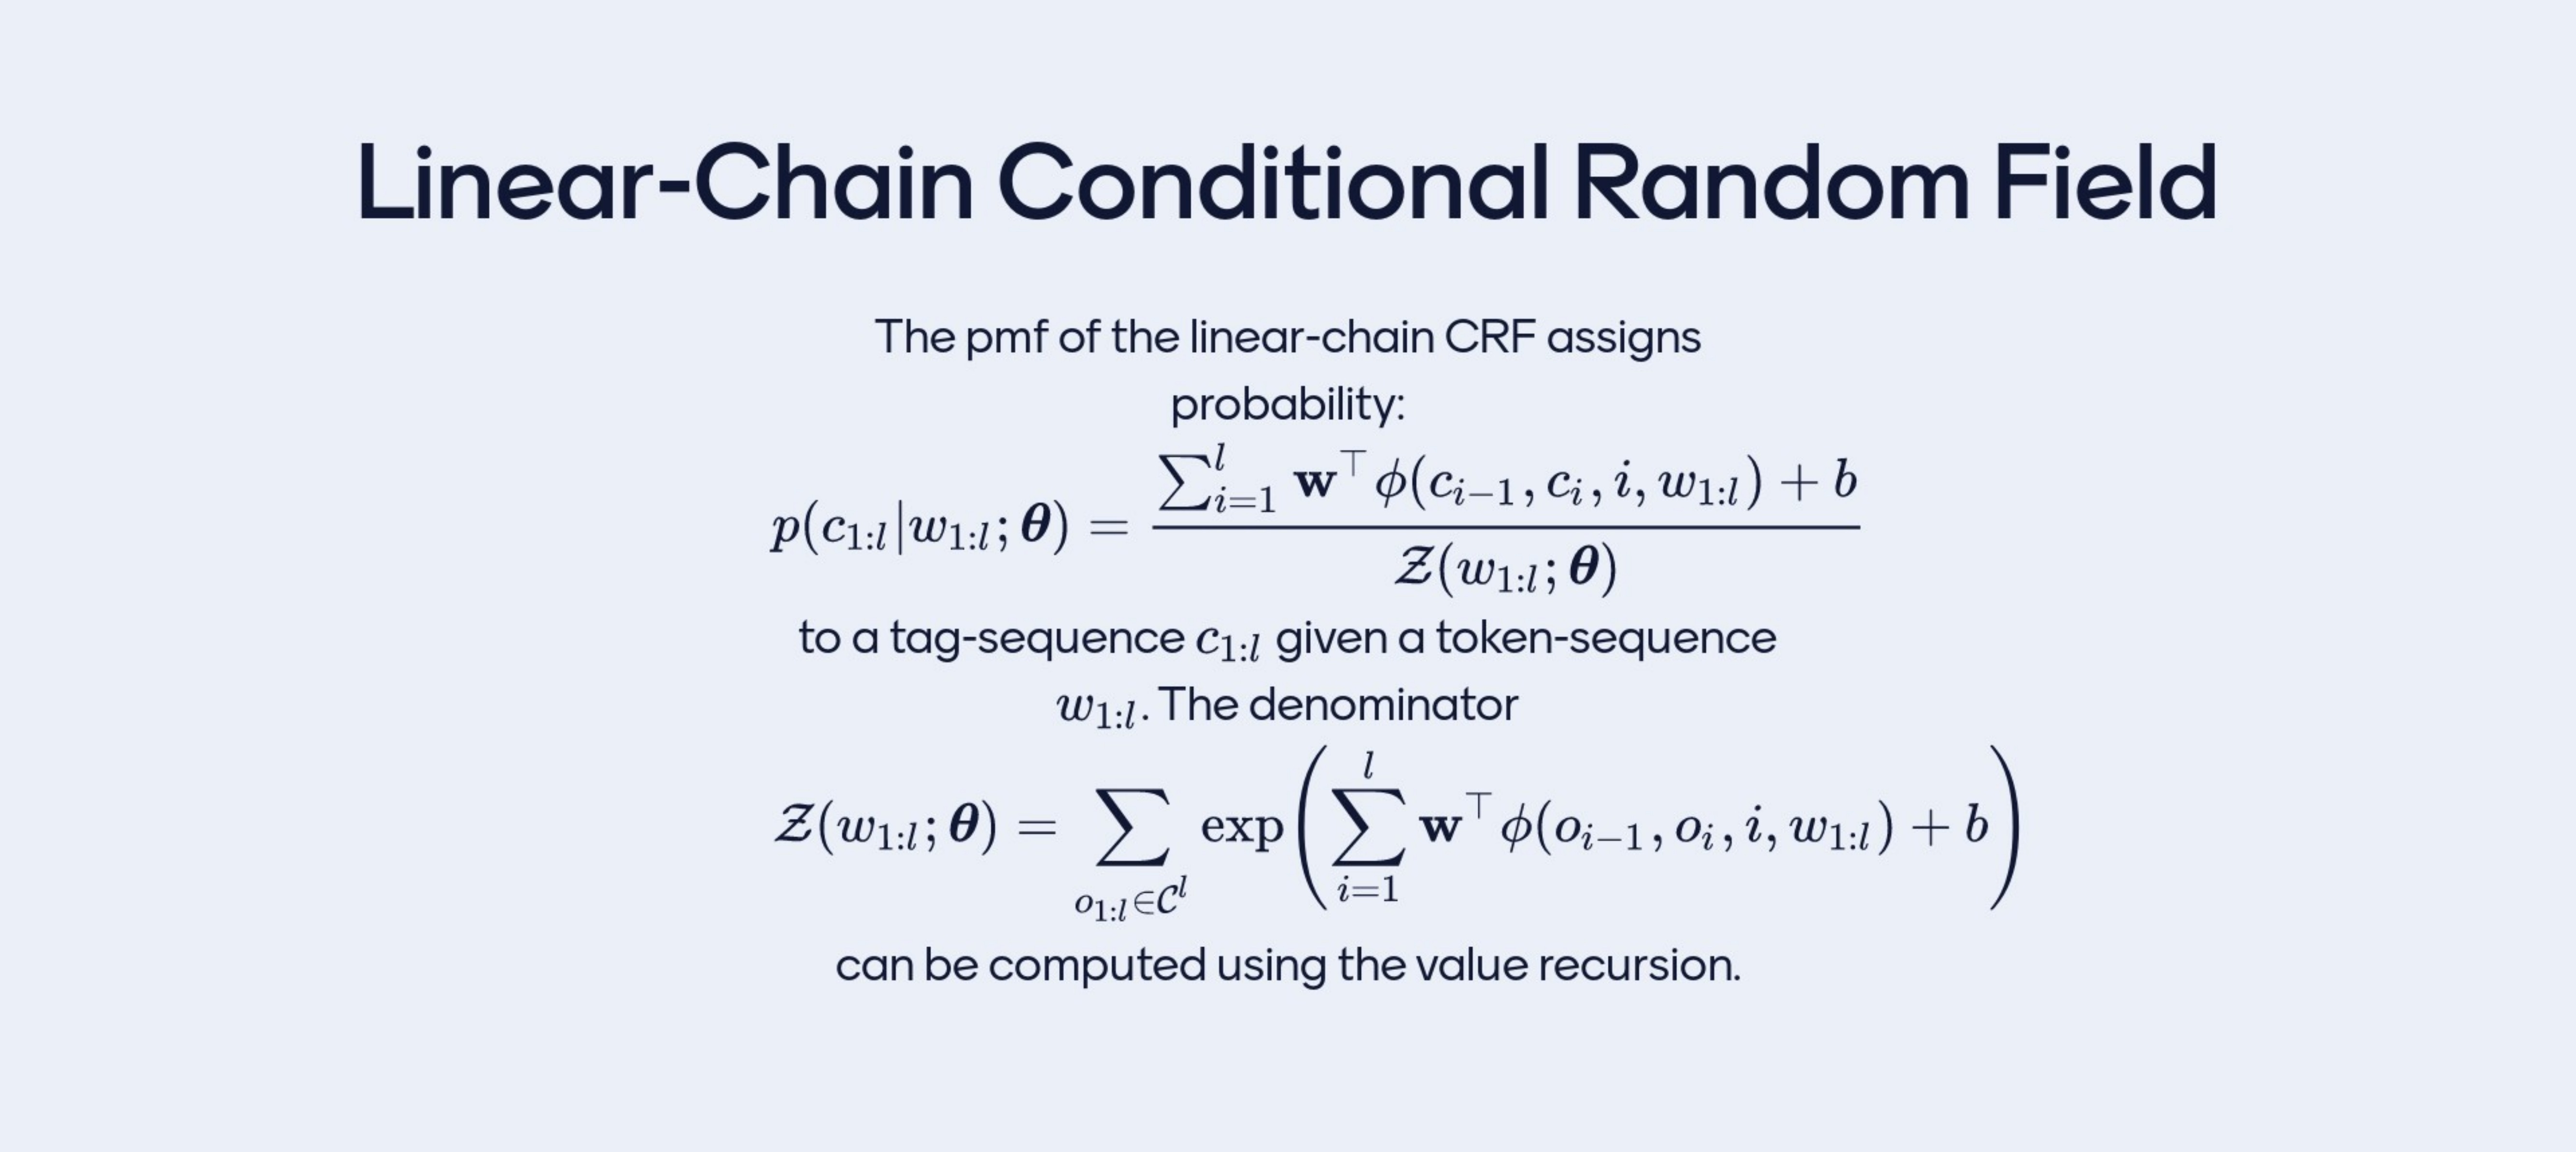 Linear-Chain Conditional Random Field
The pmf of the linear-chain CRF assigns
probability:
$p(c_{1:l}|w_{1:l};\boldsymbol{\theta}) = \frac{\sum_{i=1}^{l} \mathbf{w}^\top \phi(c_{i-1}, c_i, i, w_{1:l}) + b}{\mathcal{Z}(w_{1:l};\boldsymbol{\theta})}$
to a tag-sequence $c_{1:l}$ given a token-sequence
$w_{1:l}$. The denominator
$\mathcal{Z}(w_{1:l};\boldsymbol{\theta}) = \sum_{o_{1:l} \in \mathcal{C}^l} \exp\left(\sum_{i=1}^{l} \mathbf{w}^\top \phi(o_{i-1}, o_i, i, w_{1:l}) + b\right)$
can be computed using the value recursion.